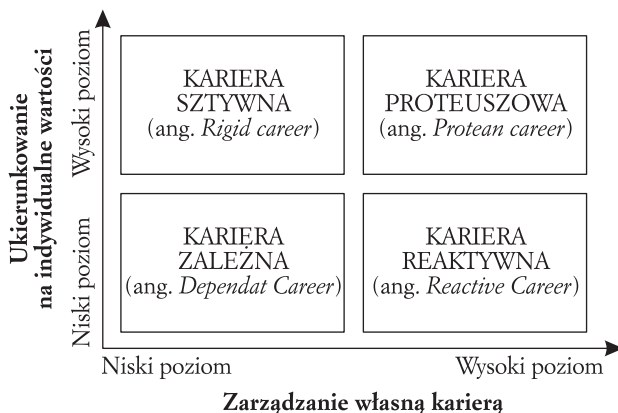 Ukierunkowanie
na indywidualne wartości
Wysoki poziom
Niski poziom
KARIERA
SZTYWNA
(ang. Rigid career)
KARIERA
PROTEUSZOWA
(ang. Protean career)
KARIERA
ZALEŻNA
(ang. Dependat Career)
KARIERA
REAKTYWNA
(ang. Reactive Career)
Niski poziom
Wysoki poziom
Zarządzanie własną karierą